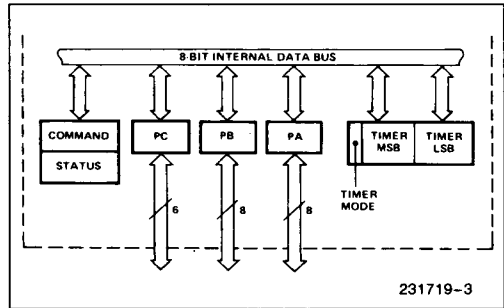 8-BIT INTERNAL DATA BUS
COMMAND
STATUS
PC
PB
PA
TIMER
MSB
TIMER
LSB
TIMER
MODE
6
8
8
231719-3